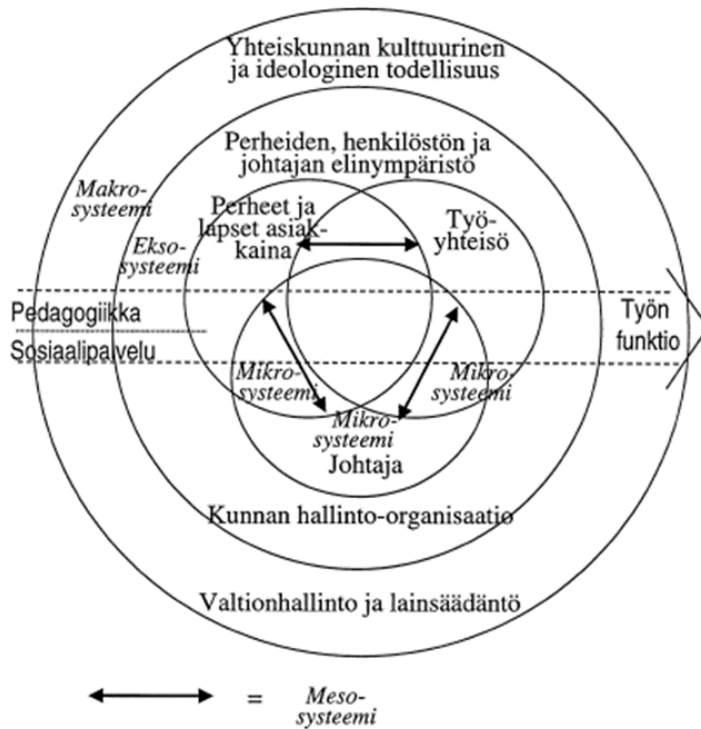 Yhteiskunnan kulttuurinen
ja ideologinen todellisuus
Perheiden, henkilöstön ja
johtajan elinympäristö
Makro-
systeemi
Perheet ja
lapset asiak-
kaina
Työ-
yhteisö
Ekso-
systeemi
Pedagogiikka
Sosiaalipalvelu
Työn
funktio
Mikro-
systeemi
Mikro-
systeemi
Mikro-
systeemi
Johtaja
Kunnan hallinto-organisaatio
Valtionhallinto ja lainsäädäntö
= Meso-
systeemi